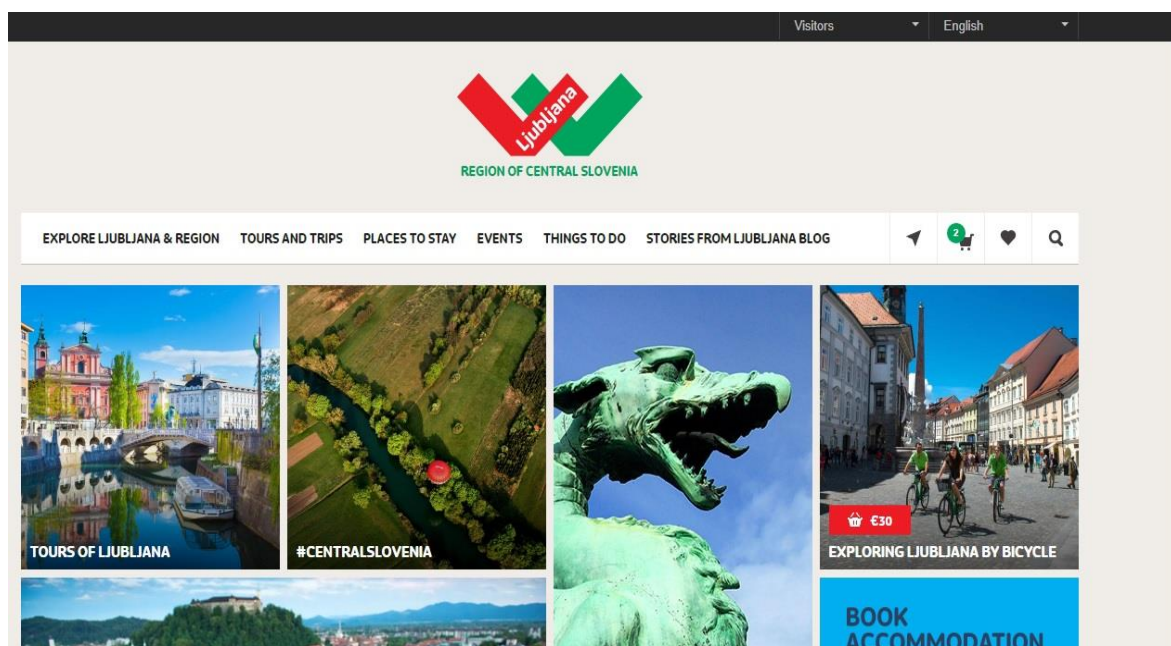 Visitors
English
Ljubljana
REGION OF CENTRAL SLOVENIA
EXPLORE LJUBLJANA & REGION
TOURS AND TRIPS
PLACES TO STAY
EVENTS
THINGS TO DO
STORIES FROM LJUBLJANA BLOG
2
TOURS OF LJUBLJANA
#CENTRALSLOVENIA
€30
EXPLORING LJUBLJANA BY BICYCLE
BOOK
ACCOMMODATION